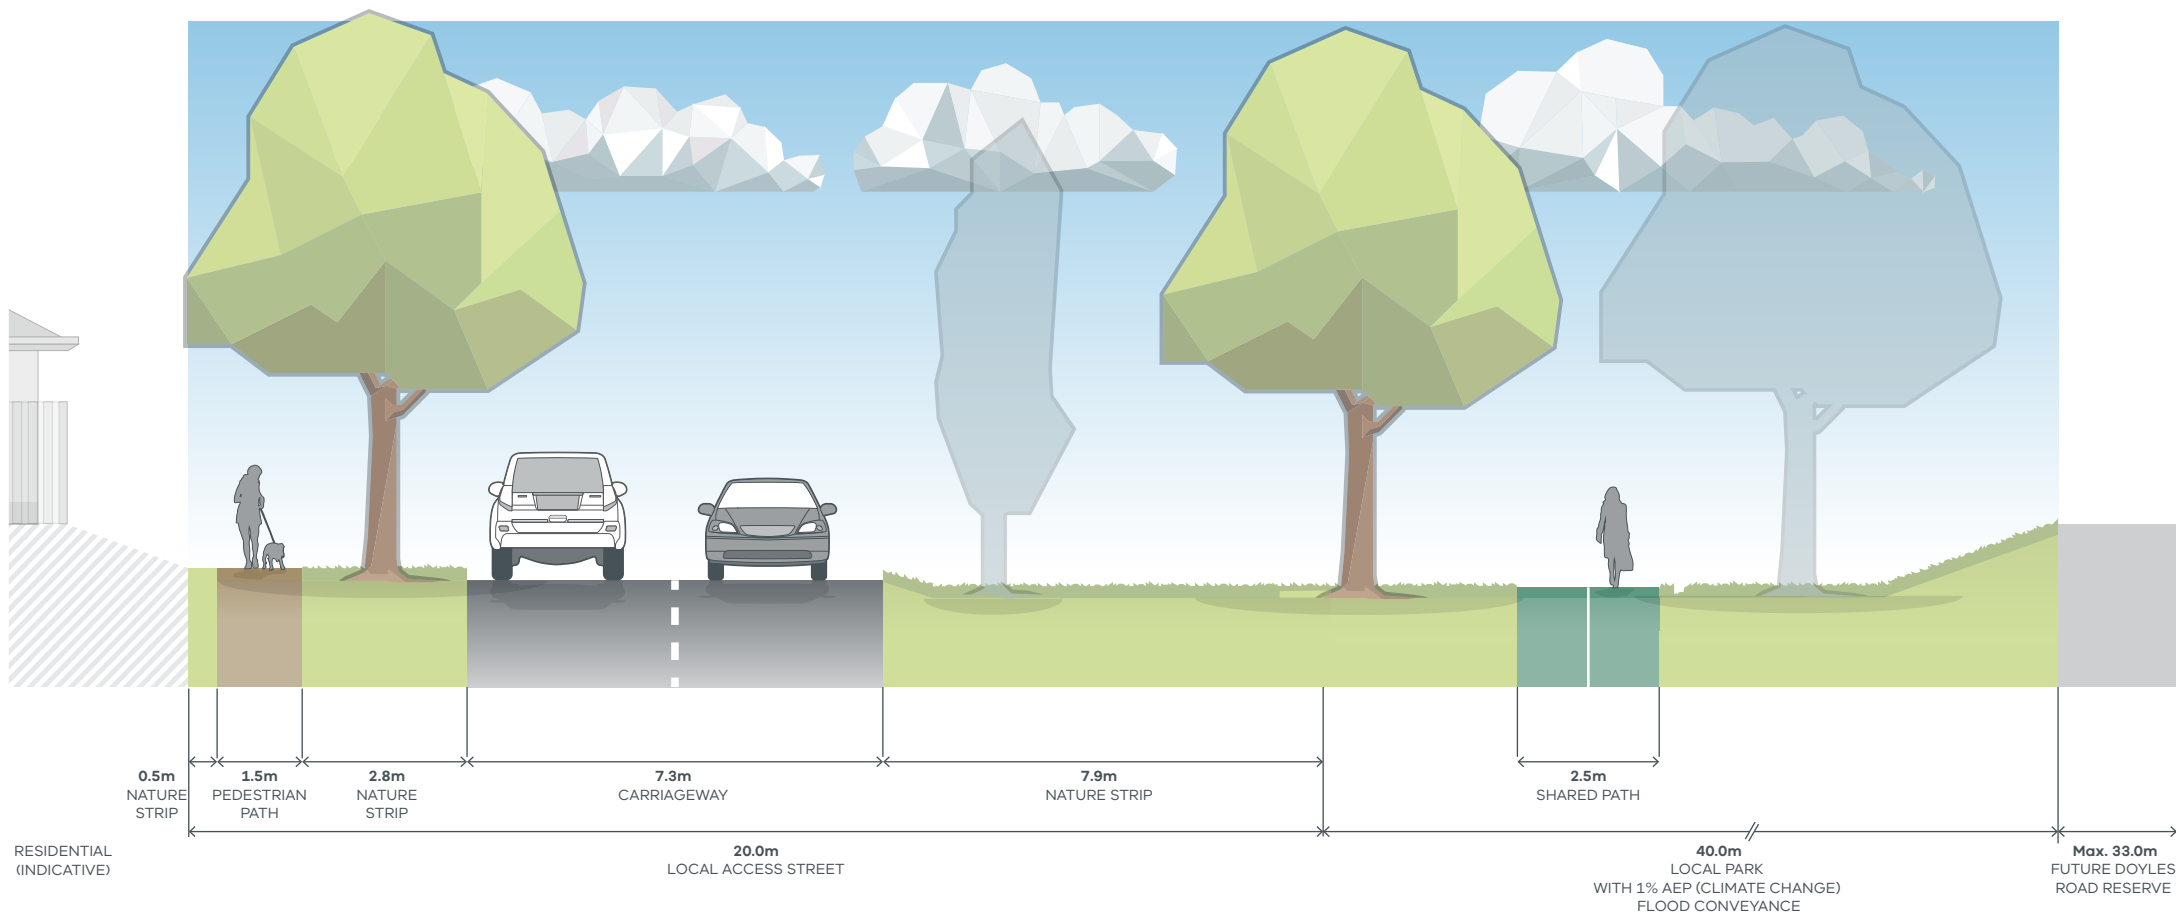 0.5m
NATURE
STRIP
1.5m
PEDESTRIAN
PATH
2.8m
NATURE
STRIP
7.3m
CARRIAGEWAY
7.9m
NATURE STRIP
2.5m
SHARED PATH
RESIDENTIAL
(INDICATIVE)
20.0m
LOCAL ACCESS STREET
40.0m
LOCAL PARK
WITH 1% AEP (CLIMATE CHANGE)
FLOOD CONVEYANCE
Max. 33.0m
FUTURE DOYLES
ROAD RESERVE